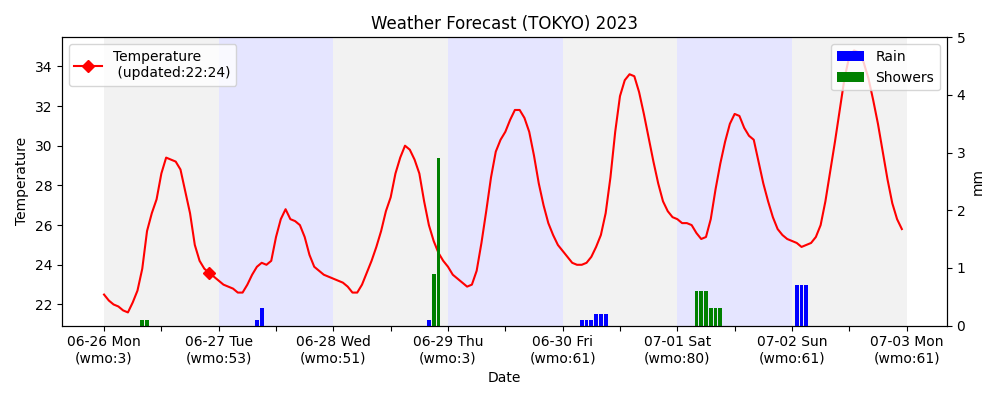 Weather Forecast (TOKYO) 2023
Temperature
(updated:22:24)
Rain
Showers
Temperature
34
32
30
28
26
24
22
5
4
3
2
1
0
mm
06-26 Mon 06-27 Tue 06-28 Wed 06-29 Thu 06-30 Fri 07-01 Sat 07-02 Sun 07-03 Mon
(wmo:3) (wmo:53) (wmo:51) (wmo:3) (wmo:61) (wmo:80) (wmo:61) (wmo:61)
Date